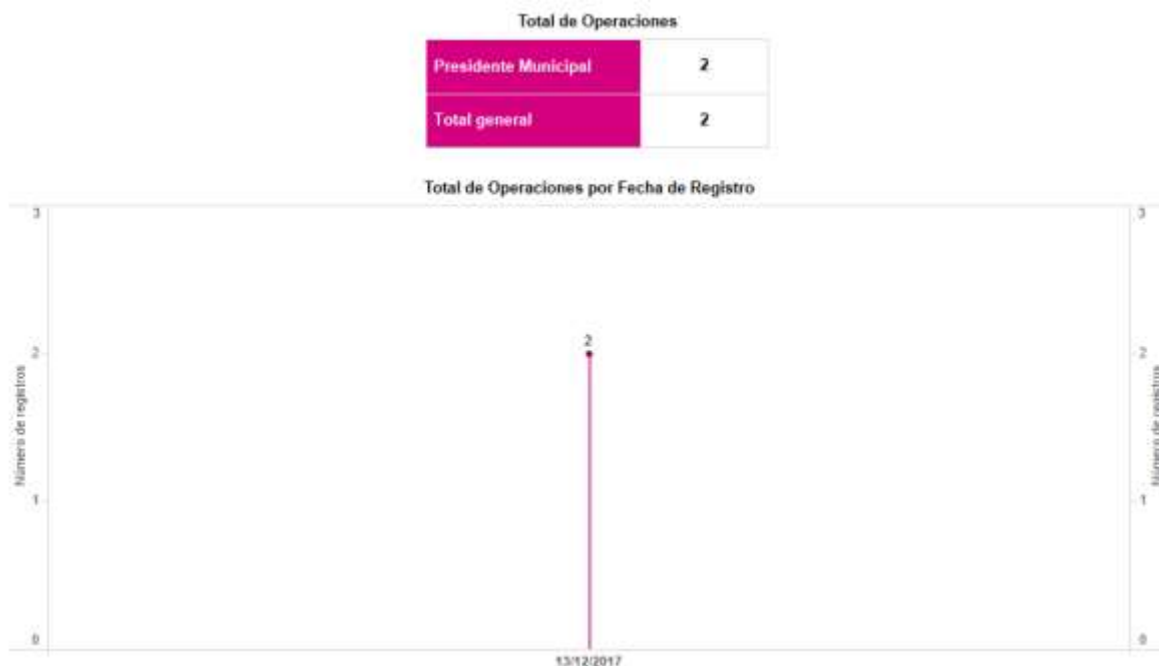 Total de Operaciones
Presidente Municipal 2
Total general 2
Total de Operaciones por Fecha de Registro
3 3
2
2 2
Número de registros Número de registros
1 1
0 0
13/12/2017